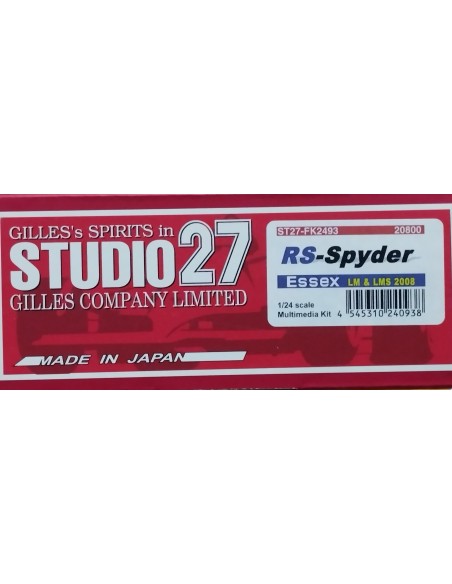 GILLES's SPIRITS in
STUDIO27
GILLES COMPANY LIMITED
MADE IN JAPAN
ST27-FK2493 20800
RS-Spyder
Essex LM & LMS 2008
1/24 scale
Multimedia Kit
4 545310 240938